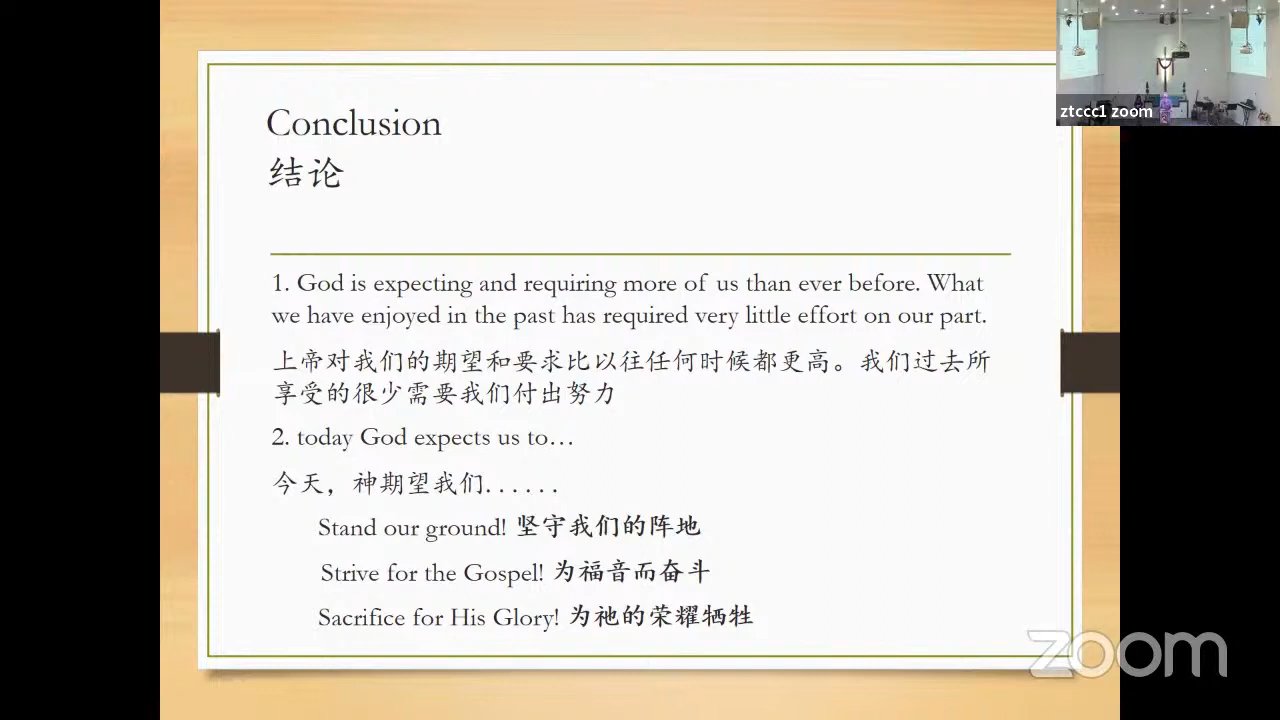 ztccc1 zoom
Conclusion
结论
1. God is expecting and requiring more of us than ever before. What
we have enjoyed in the past has required very little effort on our part.
上帝对我们的期望和要求比以往任何时候都更高。我们过去所
享受的很少需要我们付出努力
2. today God expects us to…
今天，神期望我们. . . . . .
Stand our ground! 坚守我们的阵地
Strive for the Gospel! 为福音而奋斗
Sacrifice for His Glory! 为祂的荣耀牺牲
zoom